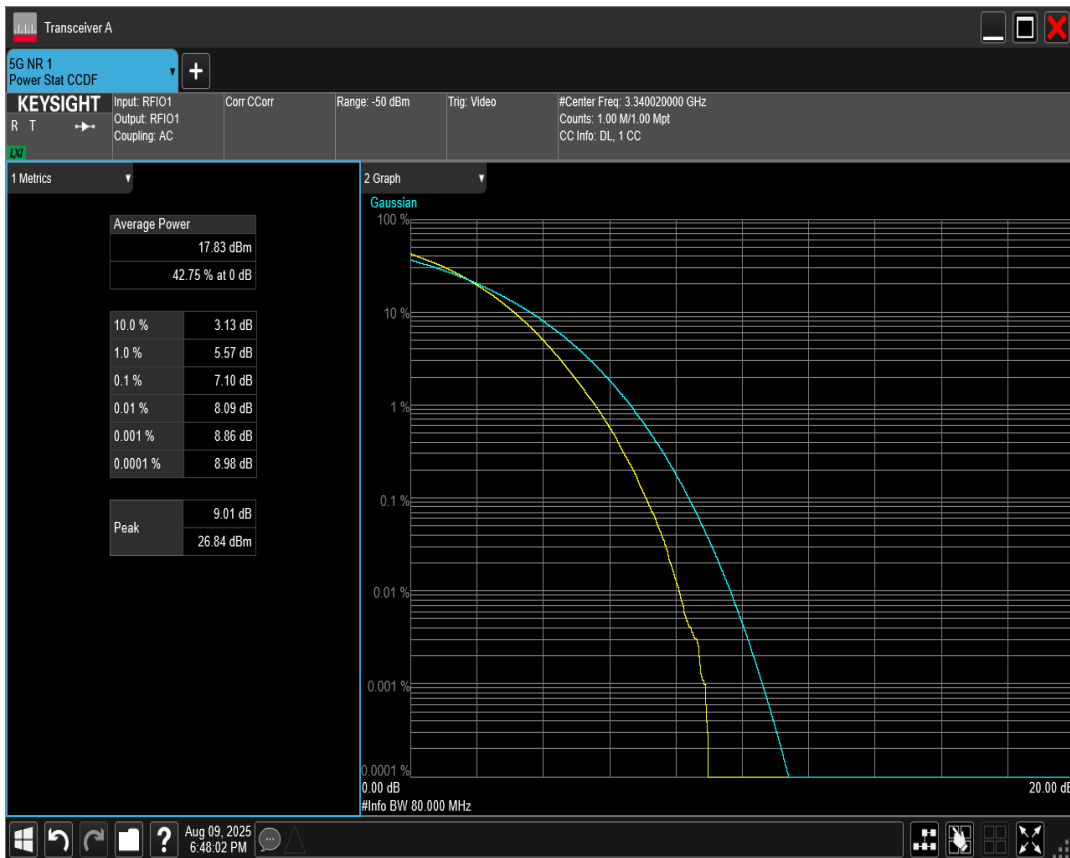 Transceiver A
5G NR 1
Power Stat CCDF
KEYSIGHT
R T
LXI
Input: RFIO1
Output: RFIO1
Coupling: AC
Corr CCorr
Range: -50 dBm
Trig: Video
#Center Freq: 3.340020000 GHz
Counts: 1.00 M/1.00 Mpt
CC Info: DL, 1 CC
1 Metrics
Average Power
17.83 dBm
42.75 % at 0 dB
10.0 % 3.13 dB
1.0 % 5.57 dB
0.1 % 7.10 dB
0.01 % 8.09 dB
0.001 % 8.86 dB
0.0001 % 8.98 dB
Peak 9.01 dB
26.84 dBm
2 Graph
Gaussian
100 %
10 %
1 %
0.1 %
0.01 %
0.001 %
0.0001 %
0.00 dB 20.00 dB
#Info BW 80.000 MHz
?
Aug 09, 2025
6:48:02 PM